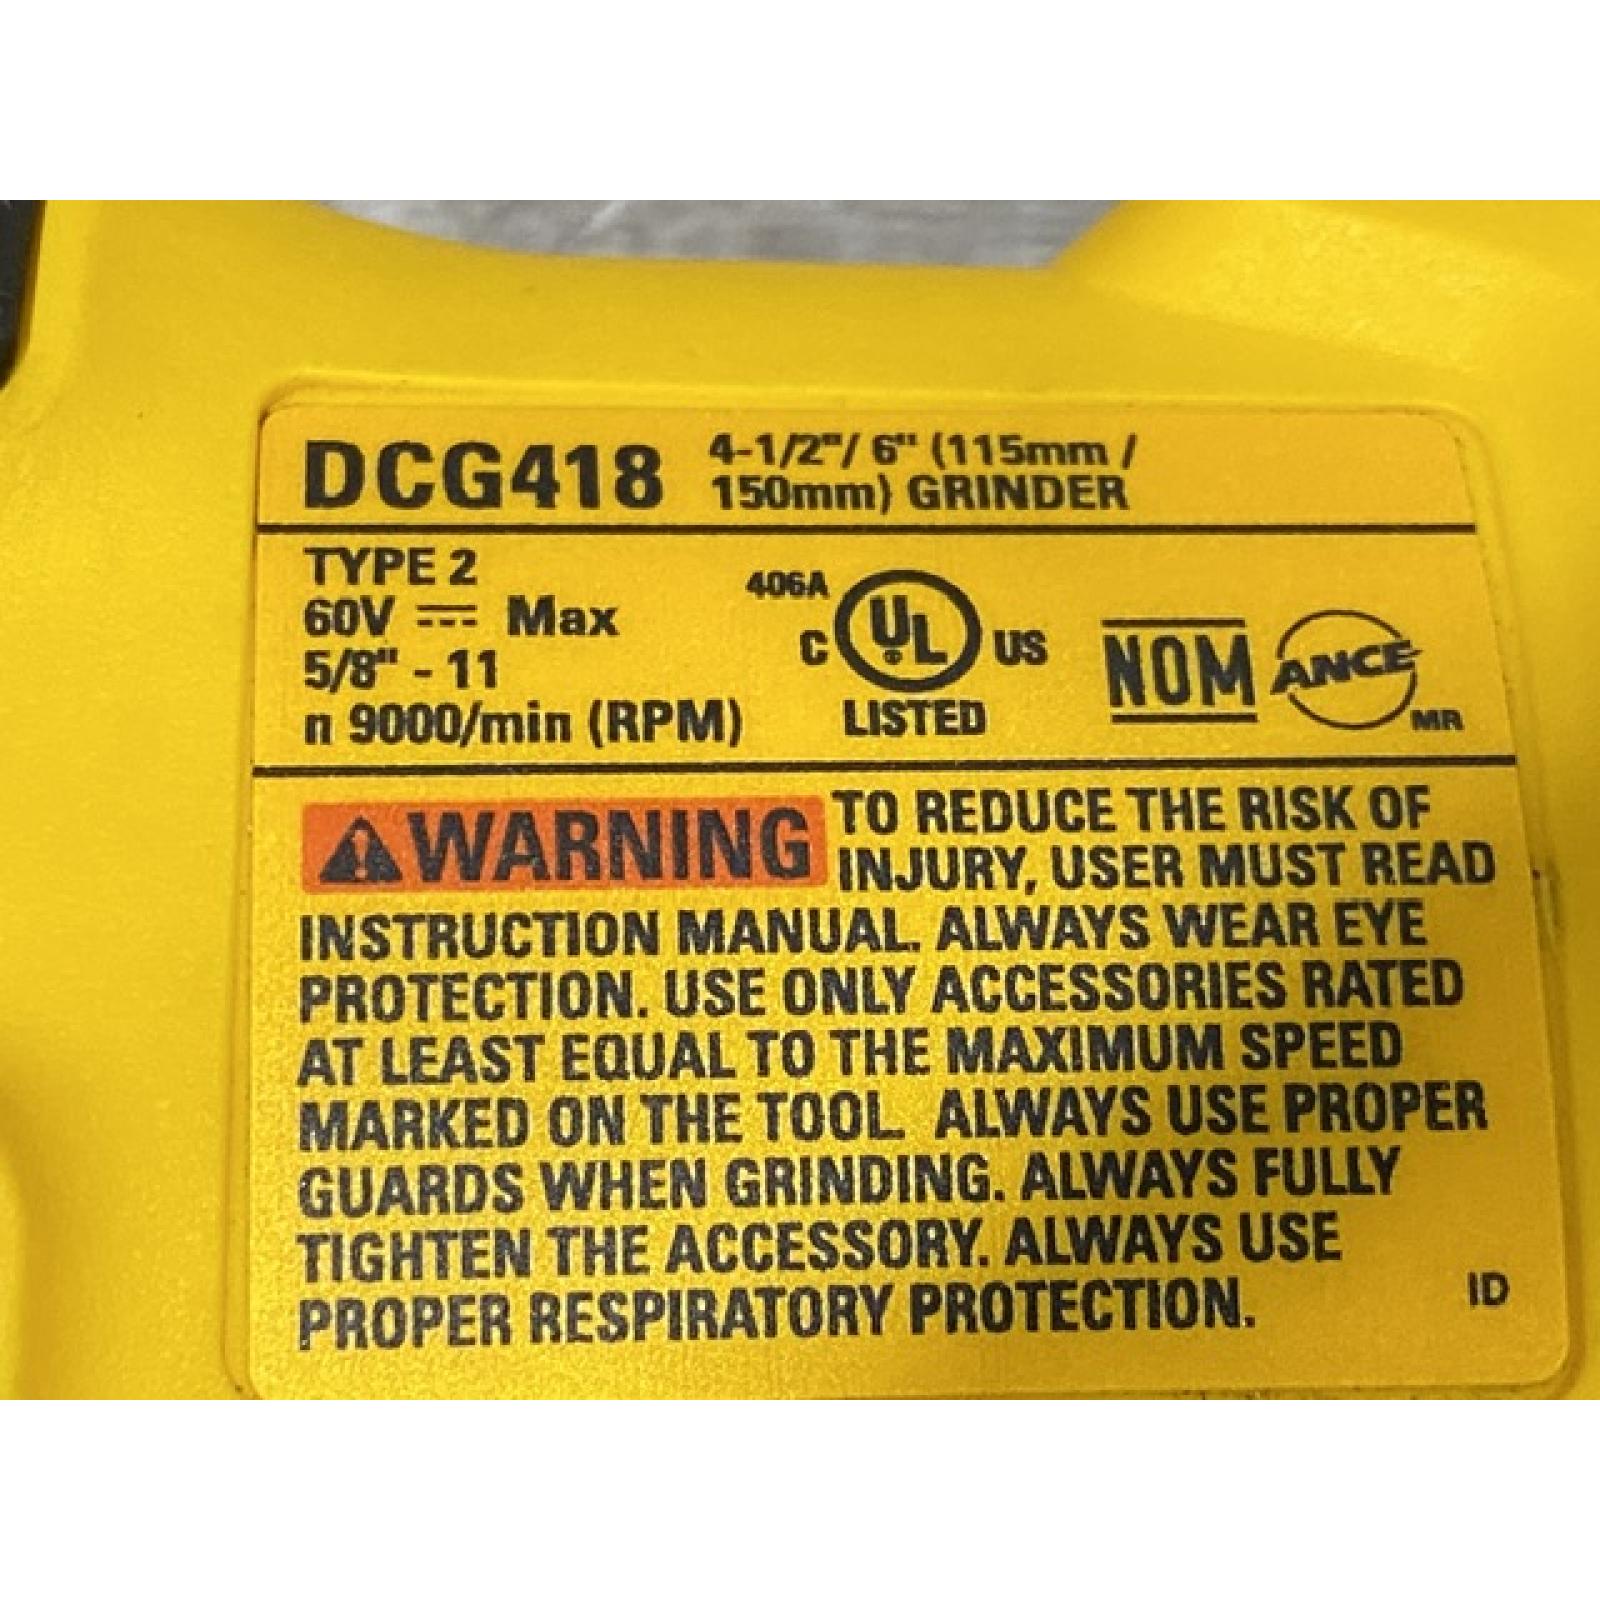 DCG418 4-1/2"/ 6" (115mm /
150mm) GRINDER
TYPE 2
60V ⎓ Max
5/8" - 11
n 9000/min (RPM)
406A
C UL US
LISTED
NOM ANCE MR
WARNING TO REDUCE THE RISK OF
INJURY, USER MUST READ
INSTRUCTION MANUAL. ALWAYS WEAR EYE
PROTECTION. USE ONLY ACCESSORIES RATED
AT LEAST EQUAL TO THE MAXIMUM SPEED
MARKED ON THE TOOL. ALWAYS USE PROPER
GUARDS WHEN GRINDING. ALWAYS FULLY
TIGHTEN THE ACCESSORY. ALWAYS USE
PROPER RESPIRATORY PROTECTION.
ID